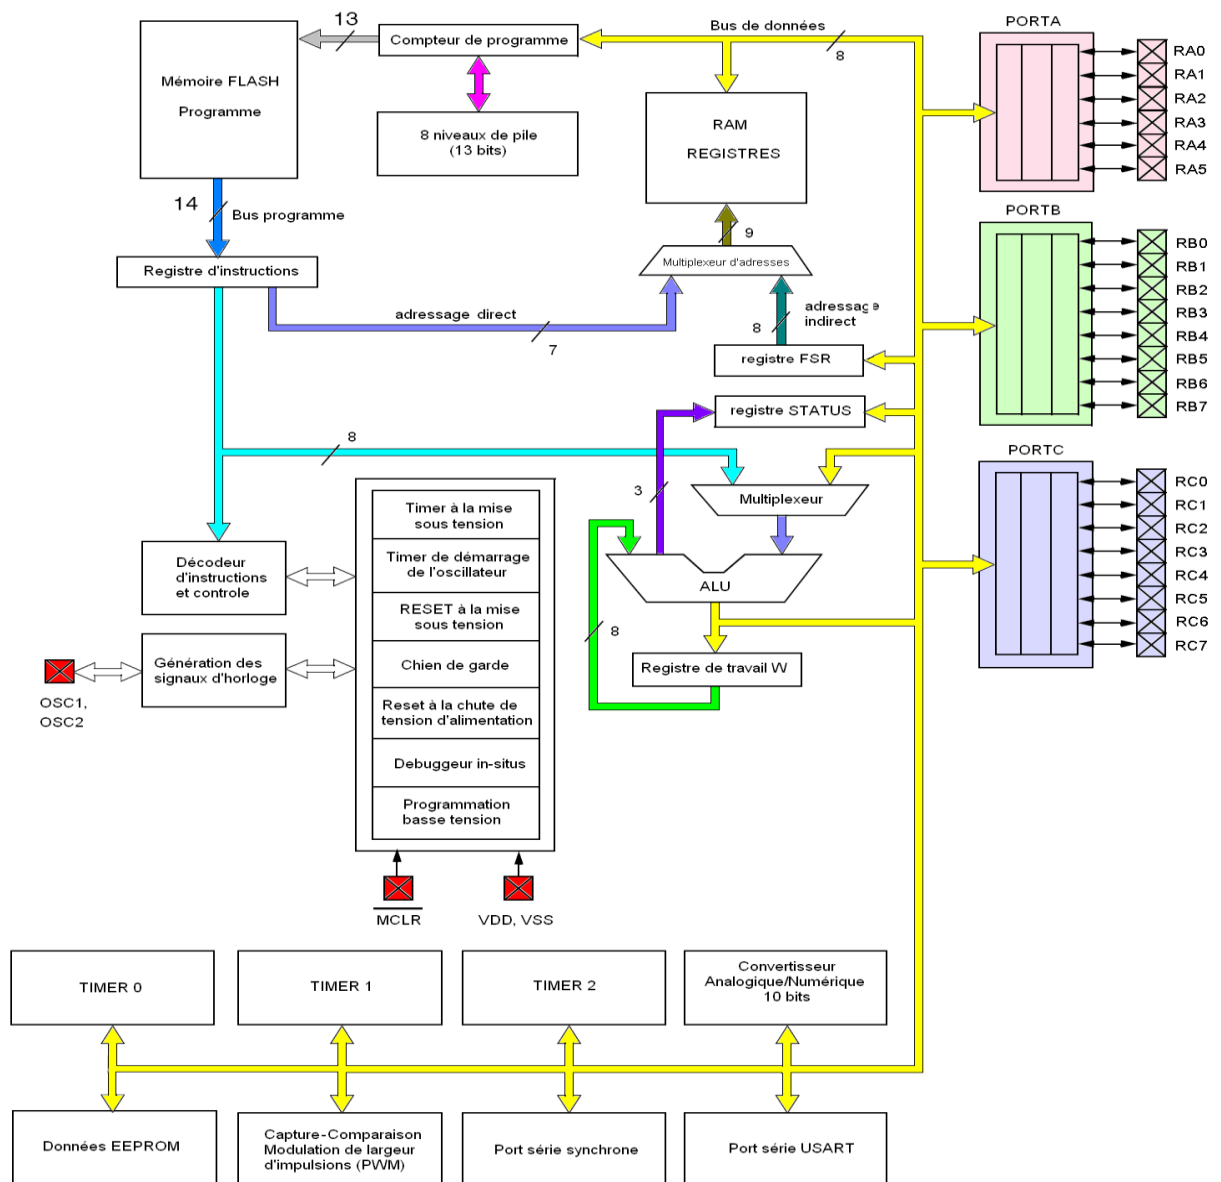 13
Compteur de programme
Bus de données
8
PORTA
RA0
RA1
RA2
RA3
RA4
RA5
Mémoire FLASH
Programme
8 niveaux de pile
(13 bits)
RAM
REGISTRES
14
Bus programme
Registre d'instructions
9
Multiplexeur d'adresses
adressage direct
7
8
adressage
indirect
registre FSR
registre STATUS
PORTB
RB0
RB1
RB2
RB3
RB4
RB5
RB6
RB7
8
3
Multiplexeur
ALU
8
Registre de travail W
PORTC
RC0
RC1
RC2
RC3
RC4
RC5
RC6
RC7
Décodeur
d'instructions
et controle
Génération des
signaux d'horloge
OSC1,
OSC2
Timer à la mise
sous tension
Timer de démarrage
de l'oscillateur
RESET à la mise
sous tension
Chien de garde
Reset à la chute de
tension d'alimentation
Debuggeur in-situs
Programmation
basse tension
MCLR
VDD, VSS
TIMER 0
TIMER 1
TIMER 2
Convertisseur
Analogique/Numérique
10 bits
Données EEPROM
Capture-Comparaison
Modulation de largeur
d'impulsions (PWM)
Port série synchrone
Port série USART